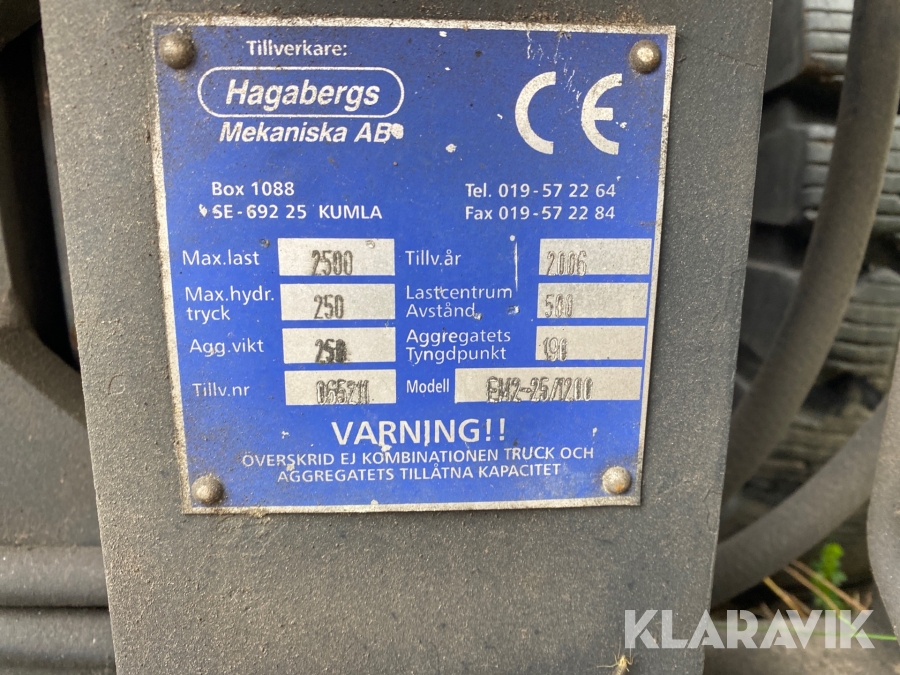 Tillverkare:
Hagabergs
Mekaniska AB
CE
Box 1088
SE-692 25 KUMLA
Tel. 019-57 22 64
Fax 019-57 22 84
Max.last 2500 Tillv.år 2006
Max.hydr. tryck 250 Lastcentrum Avstånd 500
Agg.vikt 250 Aggregatets Tyngdpunkt
Tillv.nr Modell
VARNING!!
ÖVERSKRID EJ KOMBINATIONEN TRUCK OCH
AGGREGATETS TILLÅTNA KAPACITET
KLARAVIK